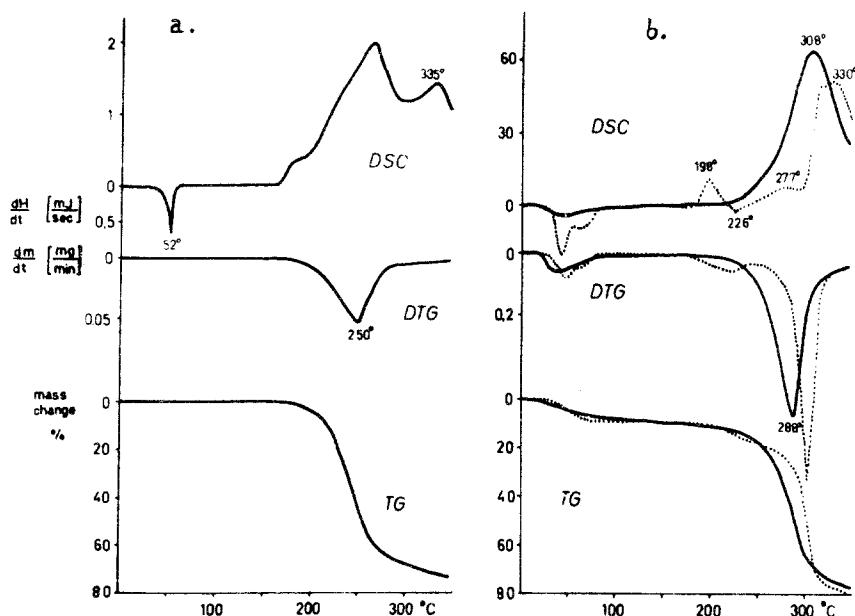 a.
2
1
0
0.5
dH/dt [mJ/sec]
52°
335°
DSC
dm/dt [mg/min]
0
0.05
250°
DTG
mass
change
%
0
20
40
60
80
TG
100
200
300 °C
b.
60
30
0
308°
330°
198°
277°
226°
DSC
0
0.2
DTG
288°
0
20
40
60
80
TG
100
200
300 °C